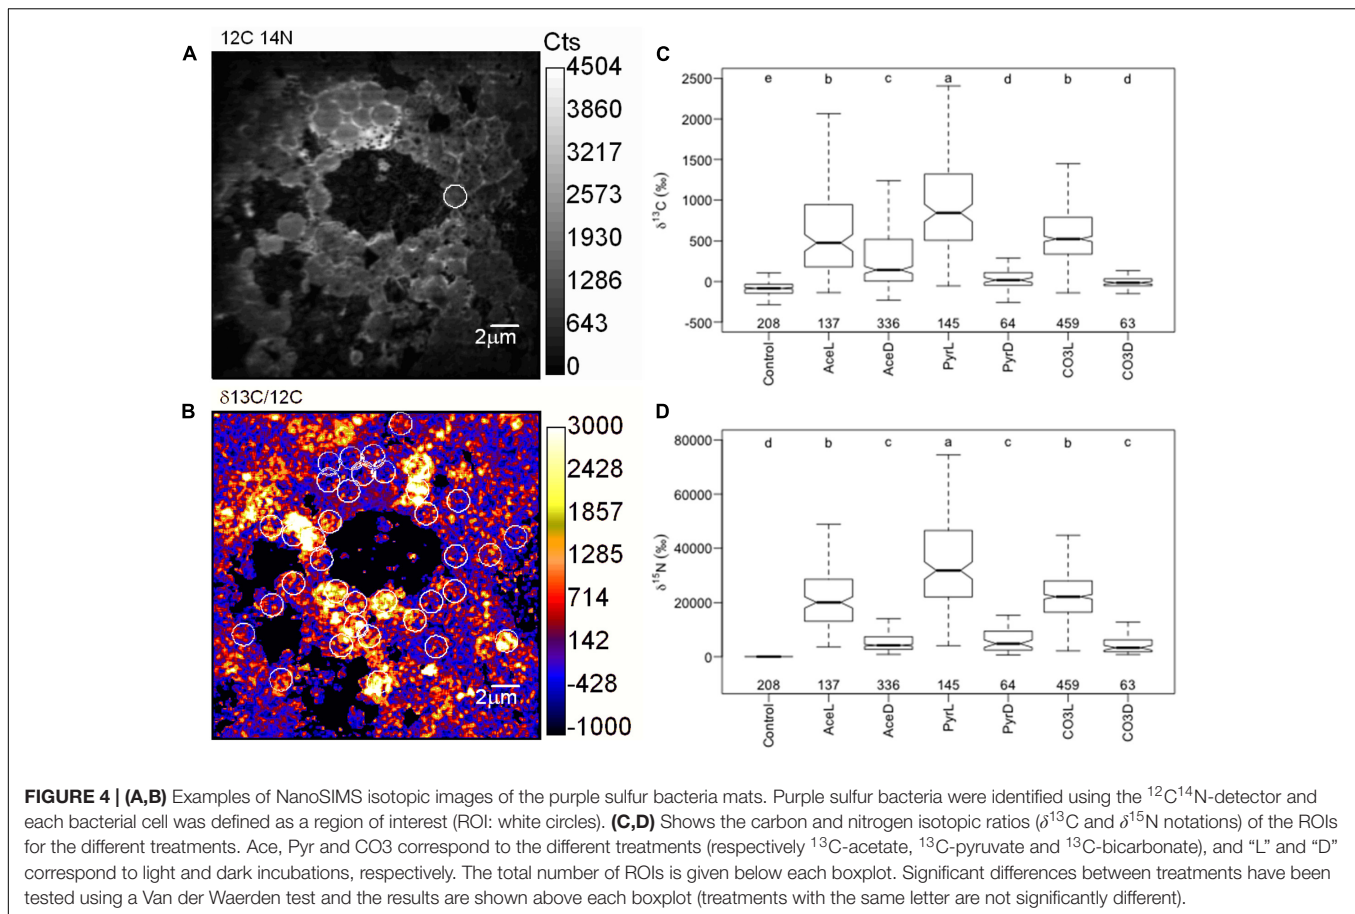 A
12C 14N
Cts
4504
3860
3217
2573
1930
1286
643
0
2μm
B
δ13C/12C
3000
2428
1857
1285
714
142
-428
-1000
2μm
C
δ13C (‰)
2500
2000
1500
1000
500
0
-500
e b c a d b d
208 137 336 145 64 459 63
Control AceL AceD PyrL PyrD CO3L CO3D
D
δ15N (‰)
80000
60000
40000
20000
0
d b c a c b c
208 137 336 145 64 459 63
Control AceL AceD PyrL PyrD CO3L CO3D
FIGURE 4 | (A,B) Examples of NanoSIMS isotopic images of the purple sulfur bacteria mats. Purple sulfur bacteria were identified using the 12C14N-detector and
each bacterial cell was defined as a region of interest (ROI: white circles). (C,D) Shows the carbon and nitrogen isotopic ratios (δ13C and δ15N notations) of the ROIs
for the different treatments. Ace, Pyr and CO3 correspond to the different treatments (respectively 13C-acetate, 13C-pyruvate and 13C-bicarbonate), and “L” and “D”
correspond to light and dark incubations, respectively. The total number of ROIs is given below each boxplot. Significant differences between treatments have been
tested using a Van der Waerden test and the results are shown above each boxplot (treatments with the same letter are not significantly different).